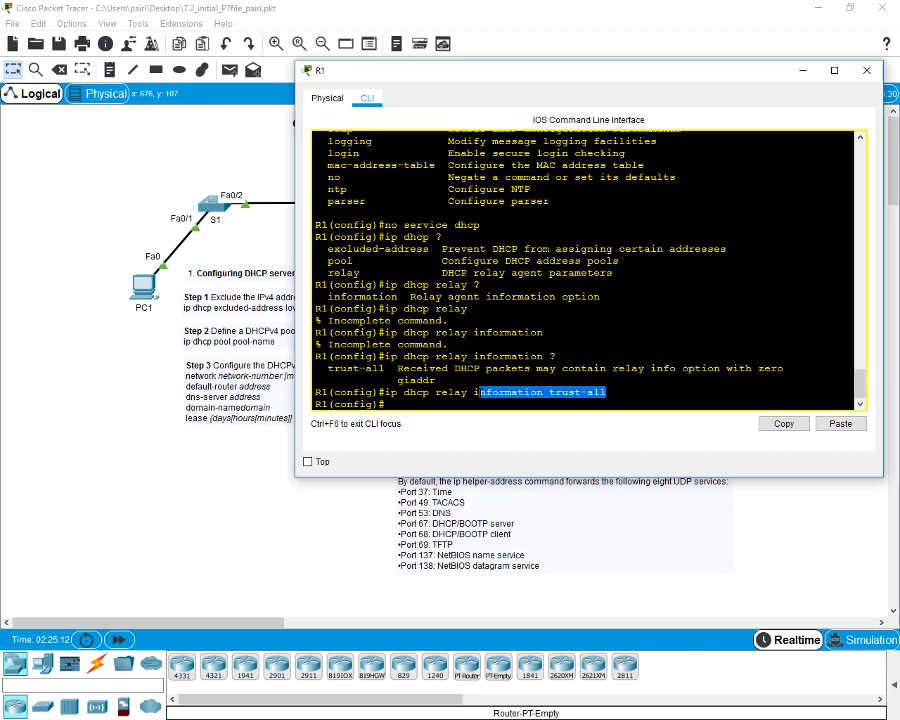 Cisco Packet Tracer - C:\Users\pairi\Desktop\7.2_initial_PTfile_pairi.pkt
File Edit Options View Tools Extensions Help
Logical Physical x: 676, y: 107
:30
R1
Physical CLI
IOS Command Line Interface
logging Modify message logging facilities
login Enable secure login checking
mac-address-table Configure the MAC address table
no Negate a command or set its defaults
ntp Configure NTP
parser Configure parser
R1(config)#no service dhcp
R1(config)#ip dhcp ?
excluded-address Prevent DHCP from assigning certain addresses
pool Configure DHCP address pools
relay DHCP relay agent parameters
R1(config)#ip dhcp relay ?
information Relay agent information option
R1(config)#ip dhcp relay
% Incomplete command.
R1(config)#ip dhcp relay information
% Incomplete command.
R1(config)#ip dhcp relay information ?
trust-all Received DHCP packets may contain relay info option with zero
giaddr
R1(config)#ip dhcp relay information trust-all
R1(config)#
Ctrl+F6 to exit CLI focus
Copy Paste
Top
Fa0/2
S1
Fa0/1
Fa0
PC1
1. Configuring DHCP server
Step 1 Exclude the IPv4 addre
ip dhcp excluded-address lov
Step 2 Define a DHCPv4 pool
ip dhcp pool pool-name
Step 3 Configure the DHCPv
network network-number [m
default-router address
dns-server address
domain-namedomain
lease {days[hours[minutes]
By default, the ip helper-address command forwards the following eight UDP services:
•Port 37: Time
•Port 49: TACACS
•Port 53: DNS
•Port 67: DHCP/BOOTP server
•Port 68: DHCP/BOOTP client
•Port 69: TFTP
•Port 137: NetBIOS name service
•Port 138: NetBIOS datagram service
Time: 02:25:12
Realtime Simulation
4331 4321 1941 2901 2911 819IOX 819HGW 829 1240 PT-Router PT-Empty 1841 2620XM 2621XM 2811
Router-PT-Empty